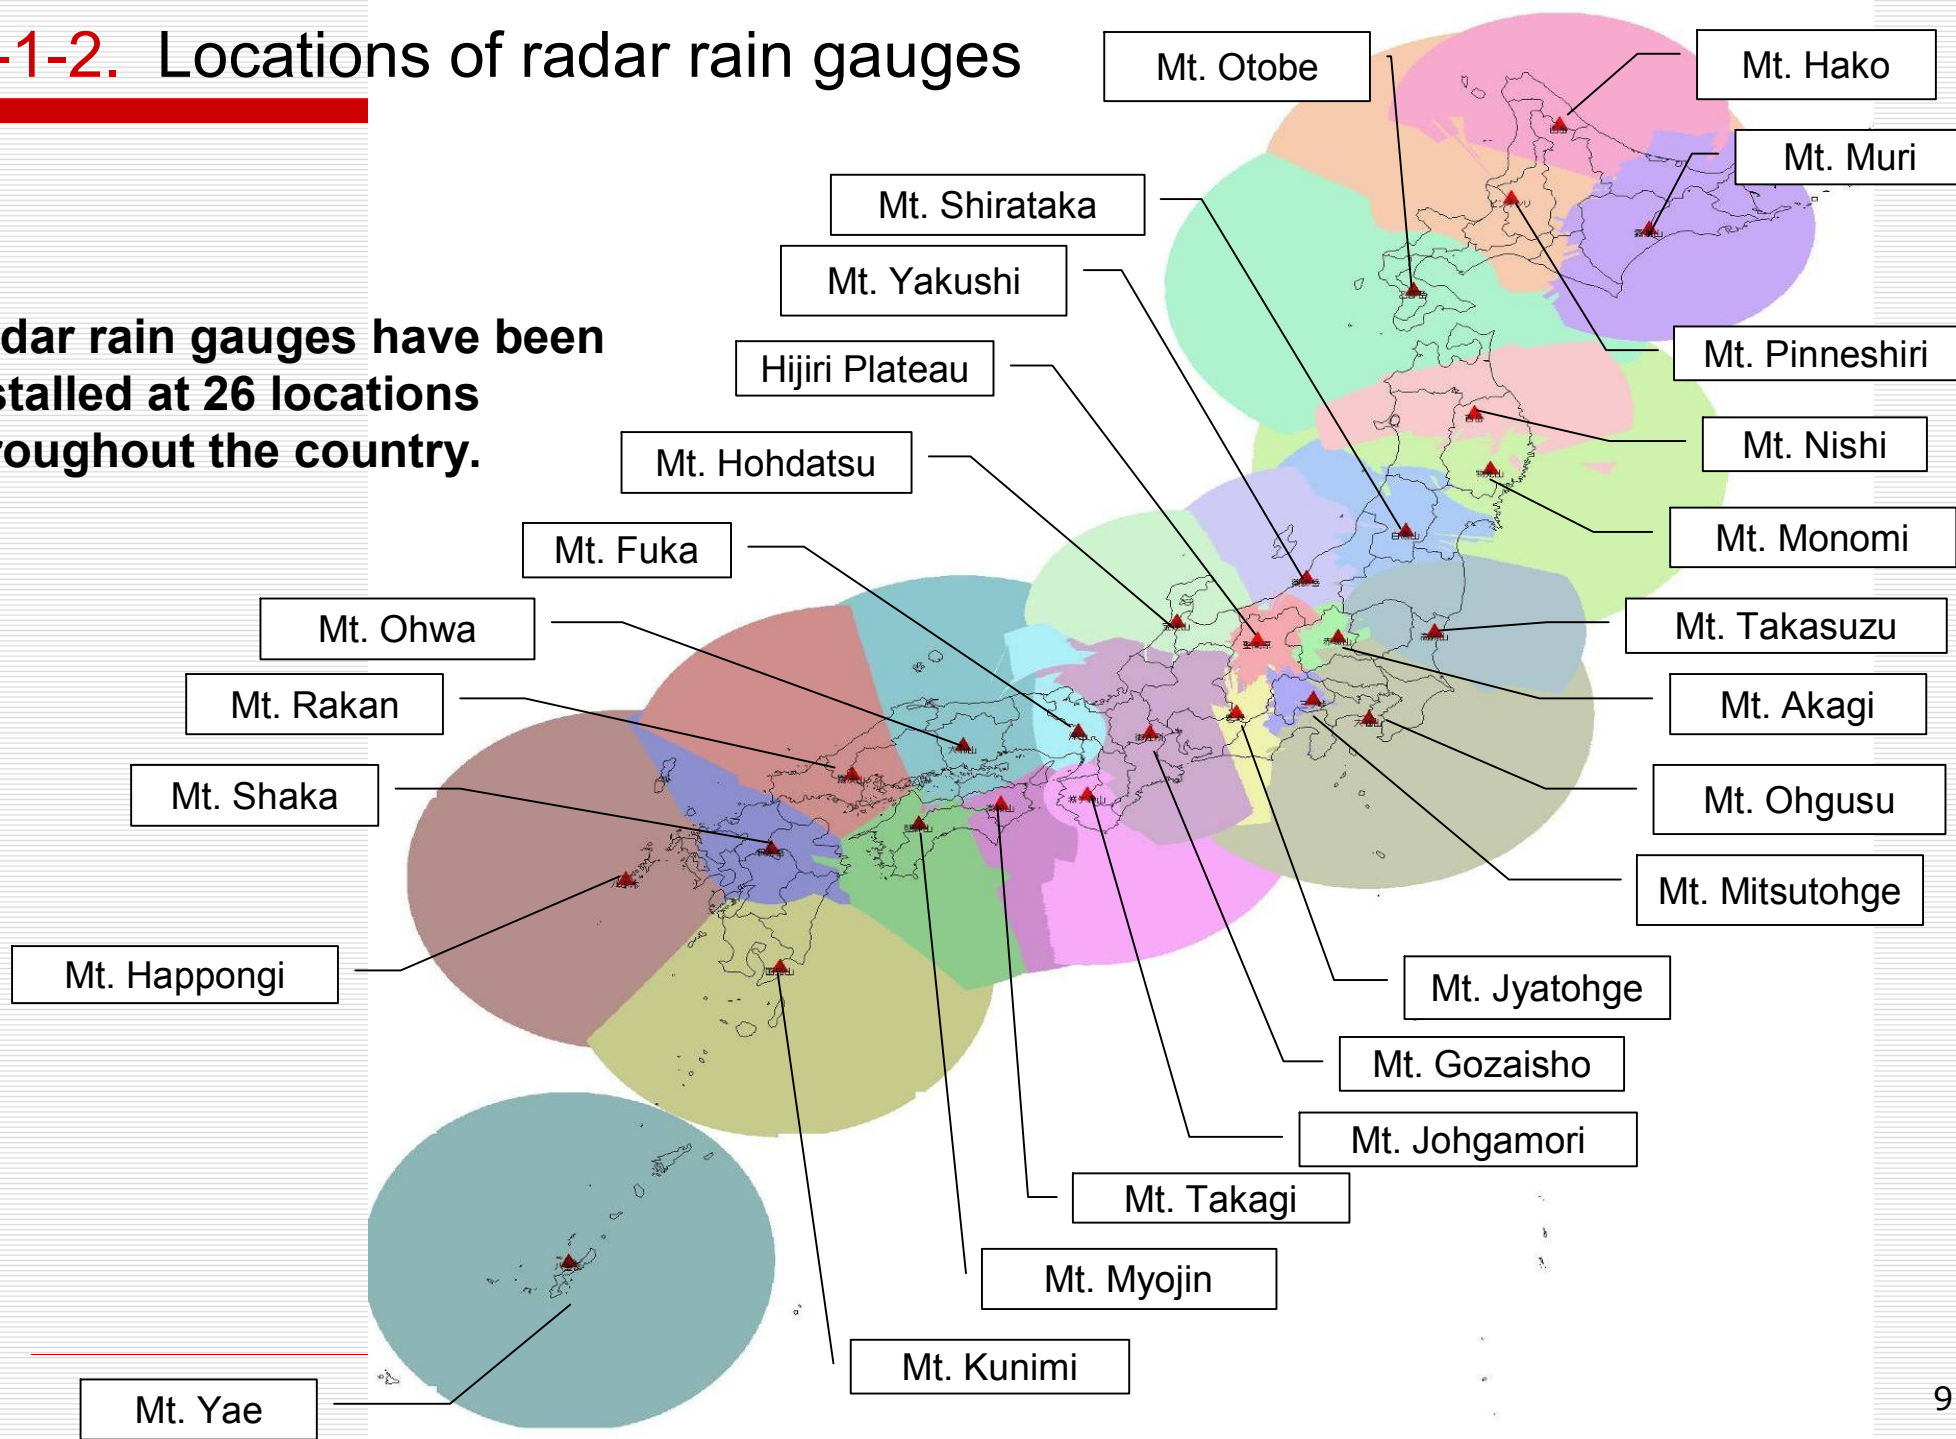 -1-2. Locations of radar rain gauges
dar rain gauges have been
stalled at 26 locations
roughout the country.
Mt. Otobe
Mt. Hako
Mt. Muri
Mt. Shirataka
Mt. Yakushi
Hijiri Plateau
Mt. Pinneshiri
Mt. Nishi
Mt. Hohdatsu
Mt. Monomi
Mt. Fuka
Mt. Ohwa
Mt. Takasuzu
Mt. Rakan
Mt. Akagi
Mt. Shaka
Mt. Ohgusu
Mt. Mitsutohge
Mt. Happongi
Mt. Jyatohge
Mt. Gozaisho
Mt. Johgamori
Mt. Takagi
Mt. Myojin
Mt. Kunimi
Mt. Yae
9